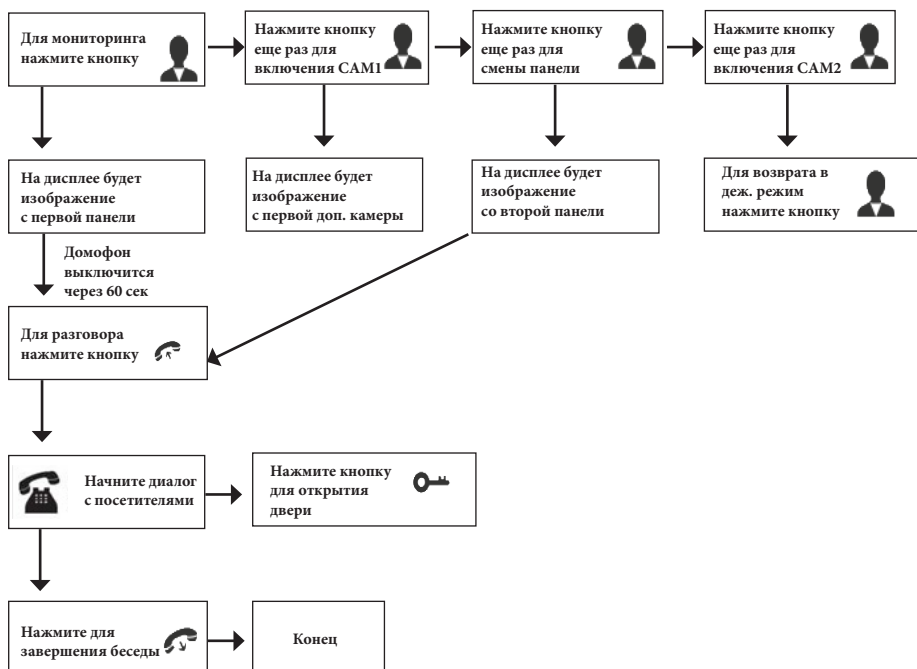 Для мониторинга
нажмите кнопку
Нажмите кнопку
еще раз для
включения CAM1
Нажмите кнопку
еще раз для
смены панели
Нажмите кнопку
еще раз для
включения CAM2
На дисплее будет
изображение
с первой панели
На дисплее будет
изображение
с первой доп. камеры
На дисплее будет
изображение
со второй панели
Для возврата в
деж. режим
нажмите кнопку
Домофон
выключится
через 60 сек
Для разговора
нажмите кнопку
Начните диалог
с посетителями
Нажмите кнопку
для открытия
двери
Нажмите для
завершения беседы
Конец